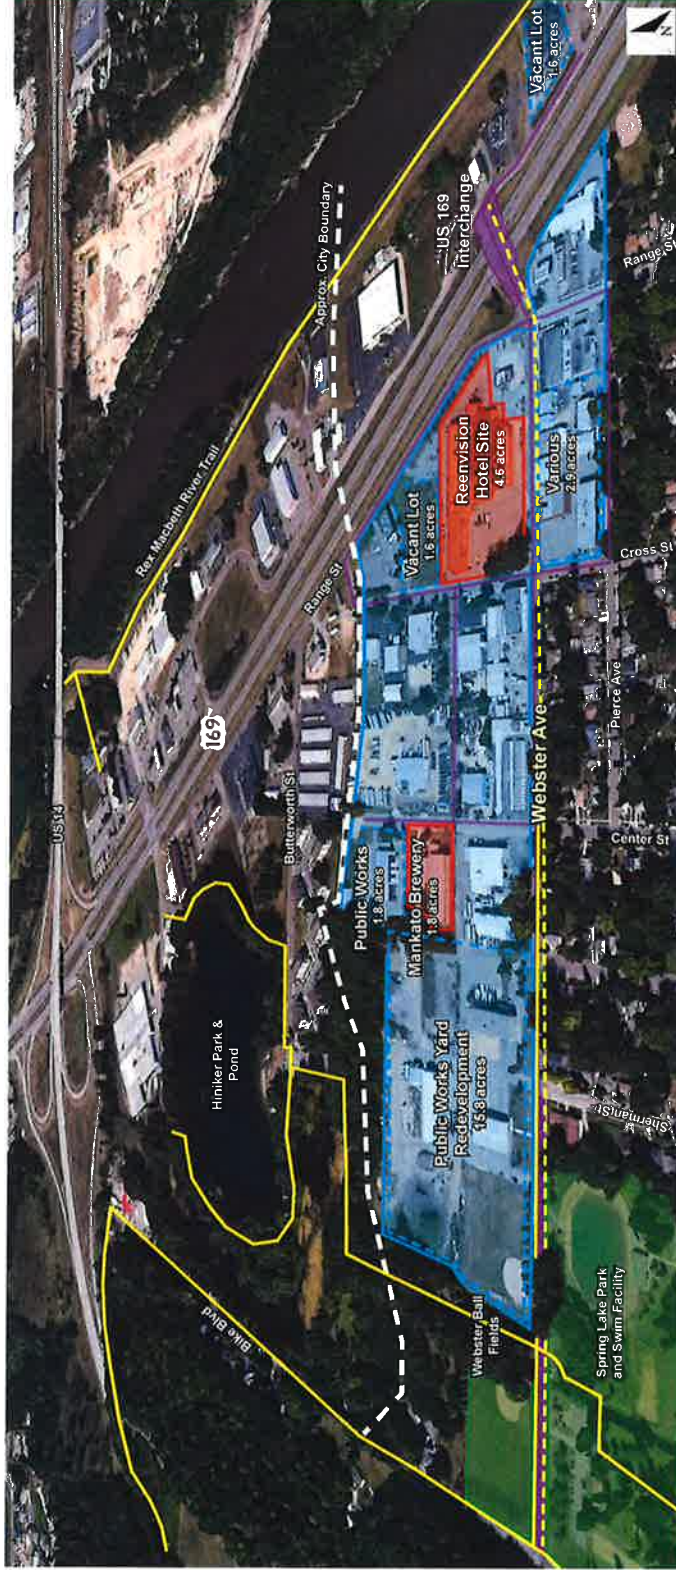 US 14
Rex Macbeth River Trail
Approx. City Boundary
Vacant Lot
1.6 acres
N
US 169
Interchange
169
Range St
Butterworth St
Hiniker Park &
Pond
Bike Blvd
Vacant Lot
1.6 acres
Reenvision
Hotel Site
4.6 acres
Public Works
1.8 acres
Mankato Brewery
1.8 acres
Public Works Yard
Redevelopment
15.8 acres
Webster Ball
Fields
Webster Ave
Various
2.9 acres
Range St
Cross St
Pierce Ave
Center St
Sherman St
Spring Lake Park
and Swim Facility